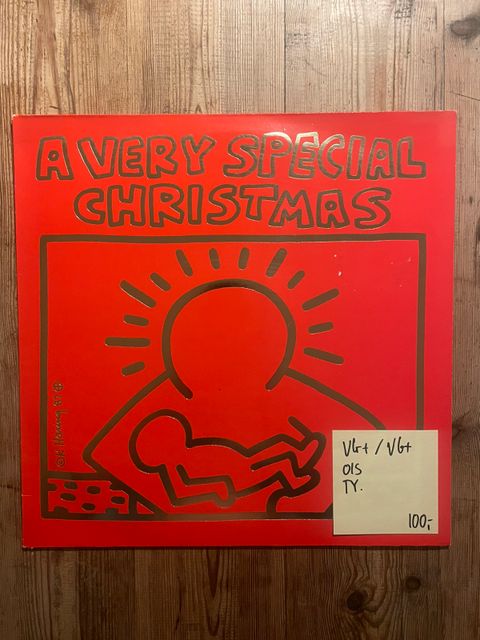 A VERY SPECIAL
CHRISTMAS
VG+ / VG+
OIS
TY.
100,-